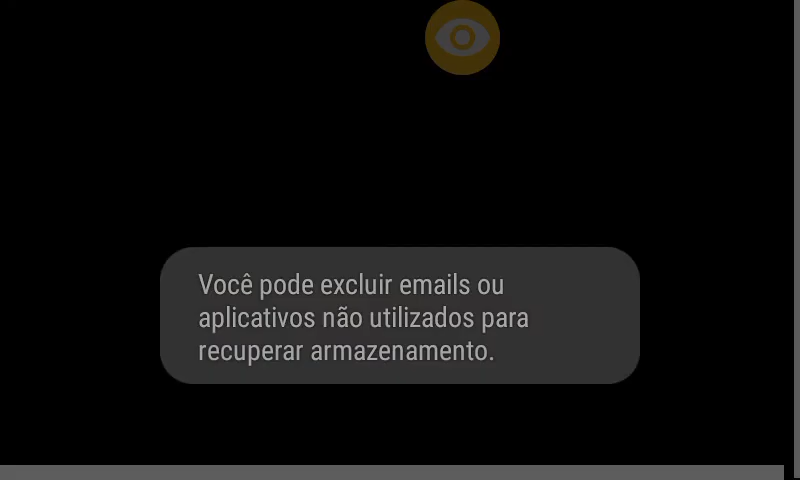 Você pode excluir emails ou
aplicativos não utilizados para
recuperar armazenamento.